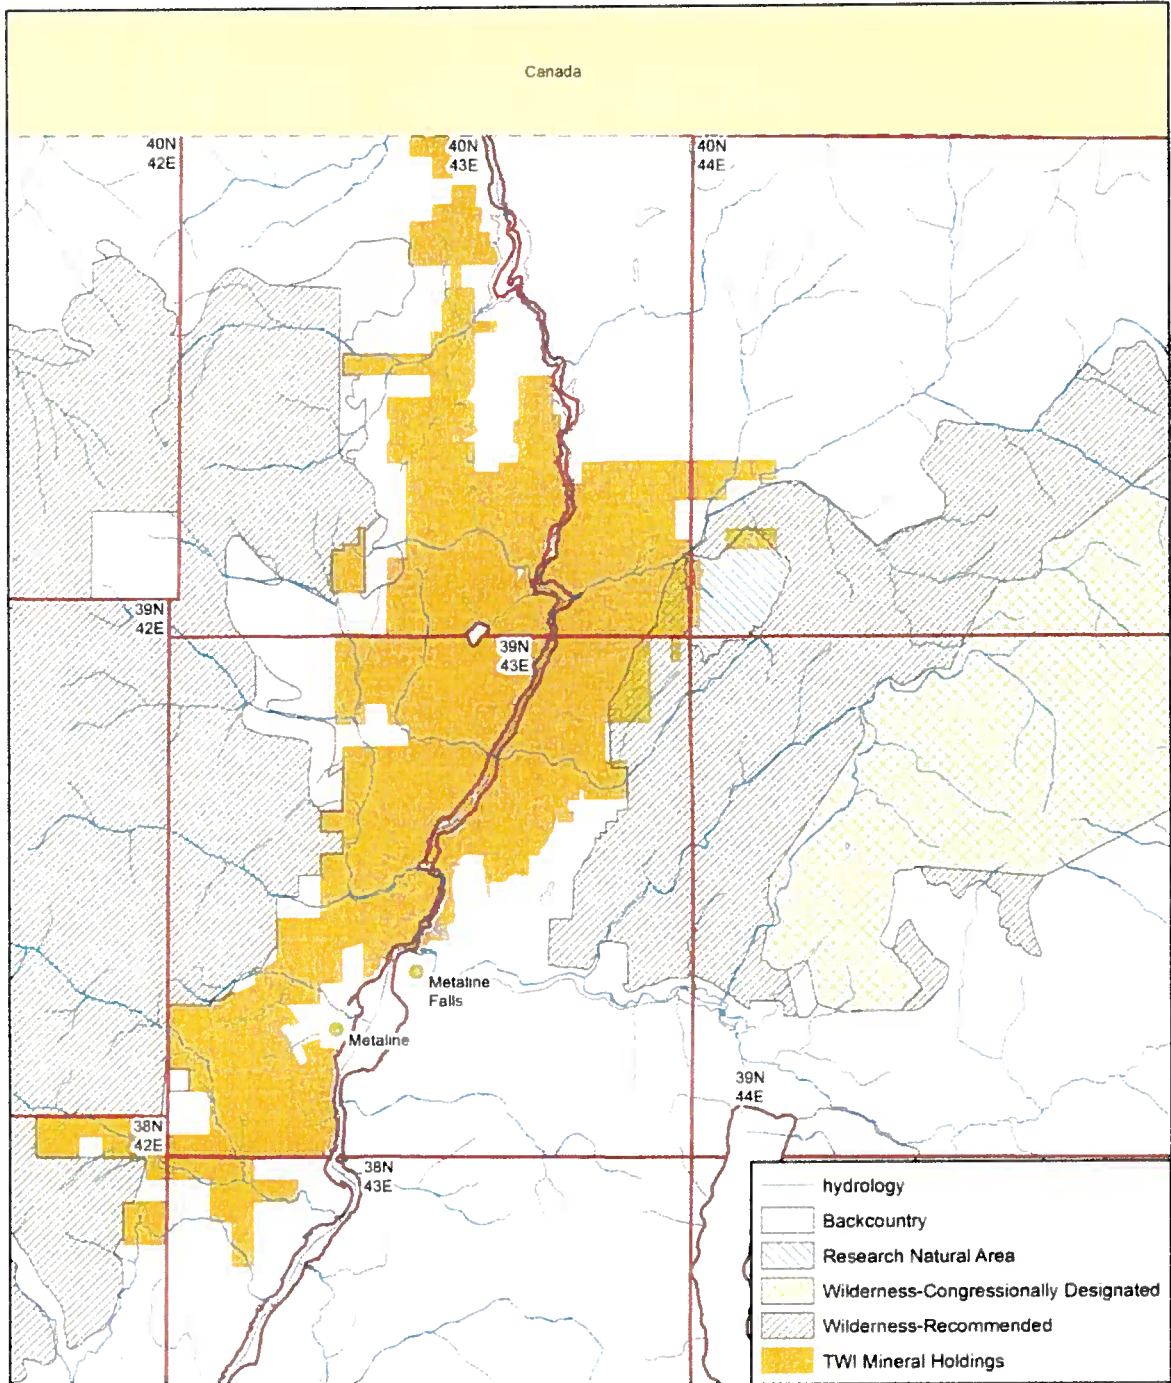 Canada
40N
42E
40N
43E
40N
44E
39N
42E
39N
43E
Metaline
Falls
Metaline
39N
44E
38N
42E
38N
43E
hydrology
Backcountry
Research Natural Area
Wilderness-Congressionally Designated
Wilderness-Recommended
TWI Mineral Holdings